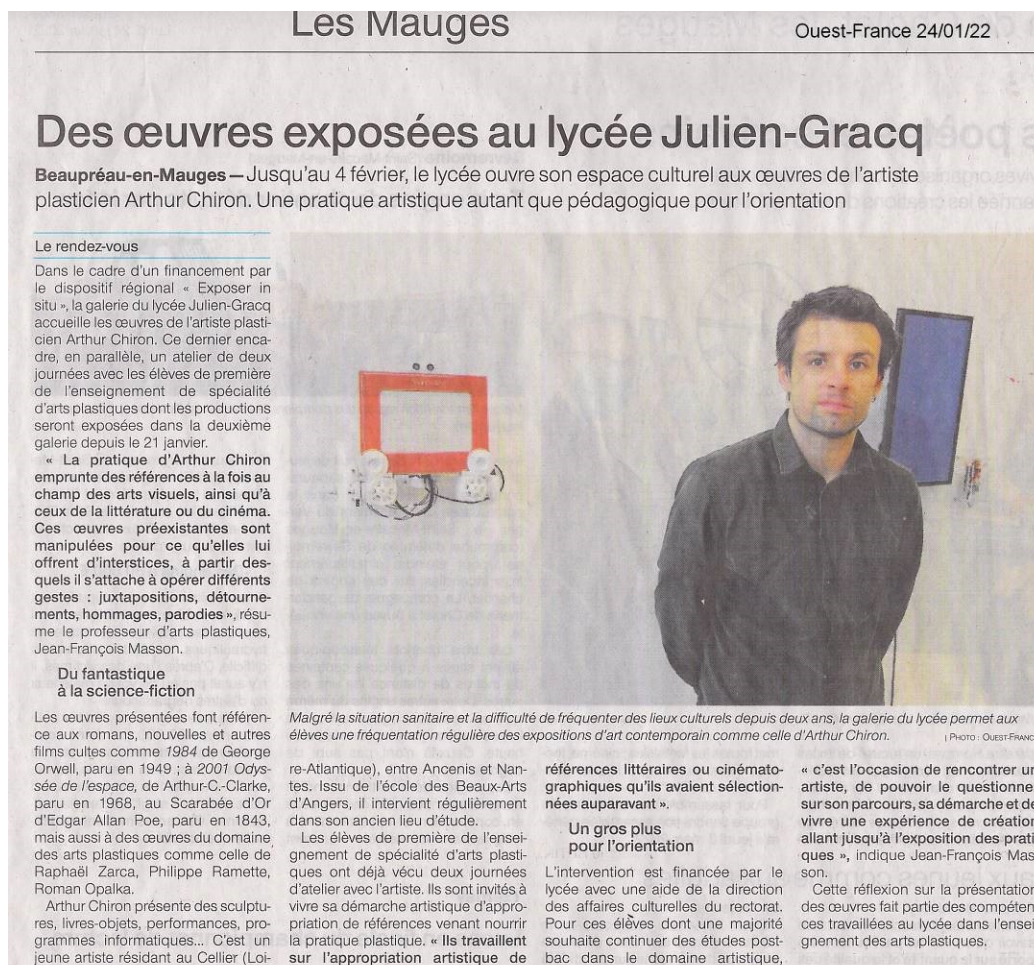 Les Mauges
Ouest-France 24/01/22
Des œuvres exposées au lycée Julien-Gracq
Beaupréau-en-Mauges — Jusqu'au 4 février, le lycée ouvre son espace culturel aux œuvres de l'artiste
plasticien Arthur Chiron. Une pratique artistique autant que pédagogique pour l'orientation
Le rendez-vous
Dans le cadre d'un financement par
le dispositif régional « Exposer in
situ », la galerie du lycée Julien-Gracq
accueille les œuvres de l'artiste plasti-
cien Arthur Chiron. Ce dernier enca-
dre, en parallèle, un atelier de deux
journées avec les élèves de première
de l'enseignement de spécialité
d'arts plastiques dont les productions
seront exposées dans la deuxième
galerie depuis le 21 janvier.
« La pratique d'Arthur Chiron
emprunte des références à la fois au
champ des arts visuels, ainsi qu'à
ceux de la littérature ou du cinéma.
Ces œuvres préexistantes sont
manipulées pour ce qu'elles lui
offrent d'interstices, à partir des-
quels il s'attache à opérer différents
gestes : juxtapositions, détourne-
ments, hommages, parodies », résu-
me le professeur d'arts plastiques,
Jean-François Masson.
Du fantastique
à la science-fiction
Les œuvres présentées font référen-
ce aux romans, nouvelles et autres
films cultes comme 1984 de George
Orwell, paru en 1949 ; à 2001 Odys-
sée de l'espace, de Arthur-C.-Clarke,
paru en 1968, au Scarabée d'Or
d'Edgar Allan Poe, paru en 1843,
mais aussi à des œuvres du domaine
des arts plastiques comme celle de
Raphaël Zarca, Philippe Ramette,
Roman Opalka.
Arthur Chiron présente des sculptu-
res, livres-objets, performances, pro-
grammes informatiques... C'est un
jeune artiste résidant au Cellier (Loi-
Malgré la situation sanitaire et la difficulté de fréquenter des lieux culturels depuis deux ans, la galerie du lycée permet aux
élèves une fréquentation régulière des expositions d'art contemporain comme celle d'Arthur Chiron.
| PHOTO : OUEST-FRANC
re-Atlantique), entre Ancenis et Nan-
tes. Issu de l'école des Beaux-Arts
d'Angers, il intervient régulièrement
dans son ancien lieu d'étude.
Les élèves de première de l'ensei-
gnement de spécialité d'arts plasti-
ques ont déjà vécu deux journées
d'atelier avec l'artiste. Ils sont invités à
vivre sa démarche artistique d'appro-
priation de références venant nourrir
la pratique plastique. « Ils travaillent
sur l'appropriation artistique de
références littéraires ou cinémato-
graphiques qu'ils avaient sélection-
nées auparavant ».
Un gros plus
pour l'orientation
L'intervention est financée par le
lycée avec une aide de la direction
des affaires culturelles du rectorat.
Pour ces élèves dont une majorité
souhaite continuer des études post-
bac dans le domaine artistique,
« c'est l'occasion de rencontrer un
artiste, de pouvoir le questionne
sur son parcours, sa démarche et d
vivre une expérience de création
allant jusqu'à l'exposition des prati
ques », indique Jean-François Mas
son.
Cette réflexion sur la présentation
des œuvres fait partie des compéten
ces travaillées au lycée dans l'ensei
gnement des arts plastiques.